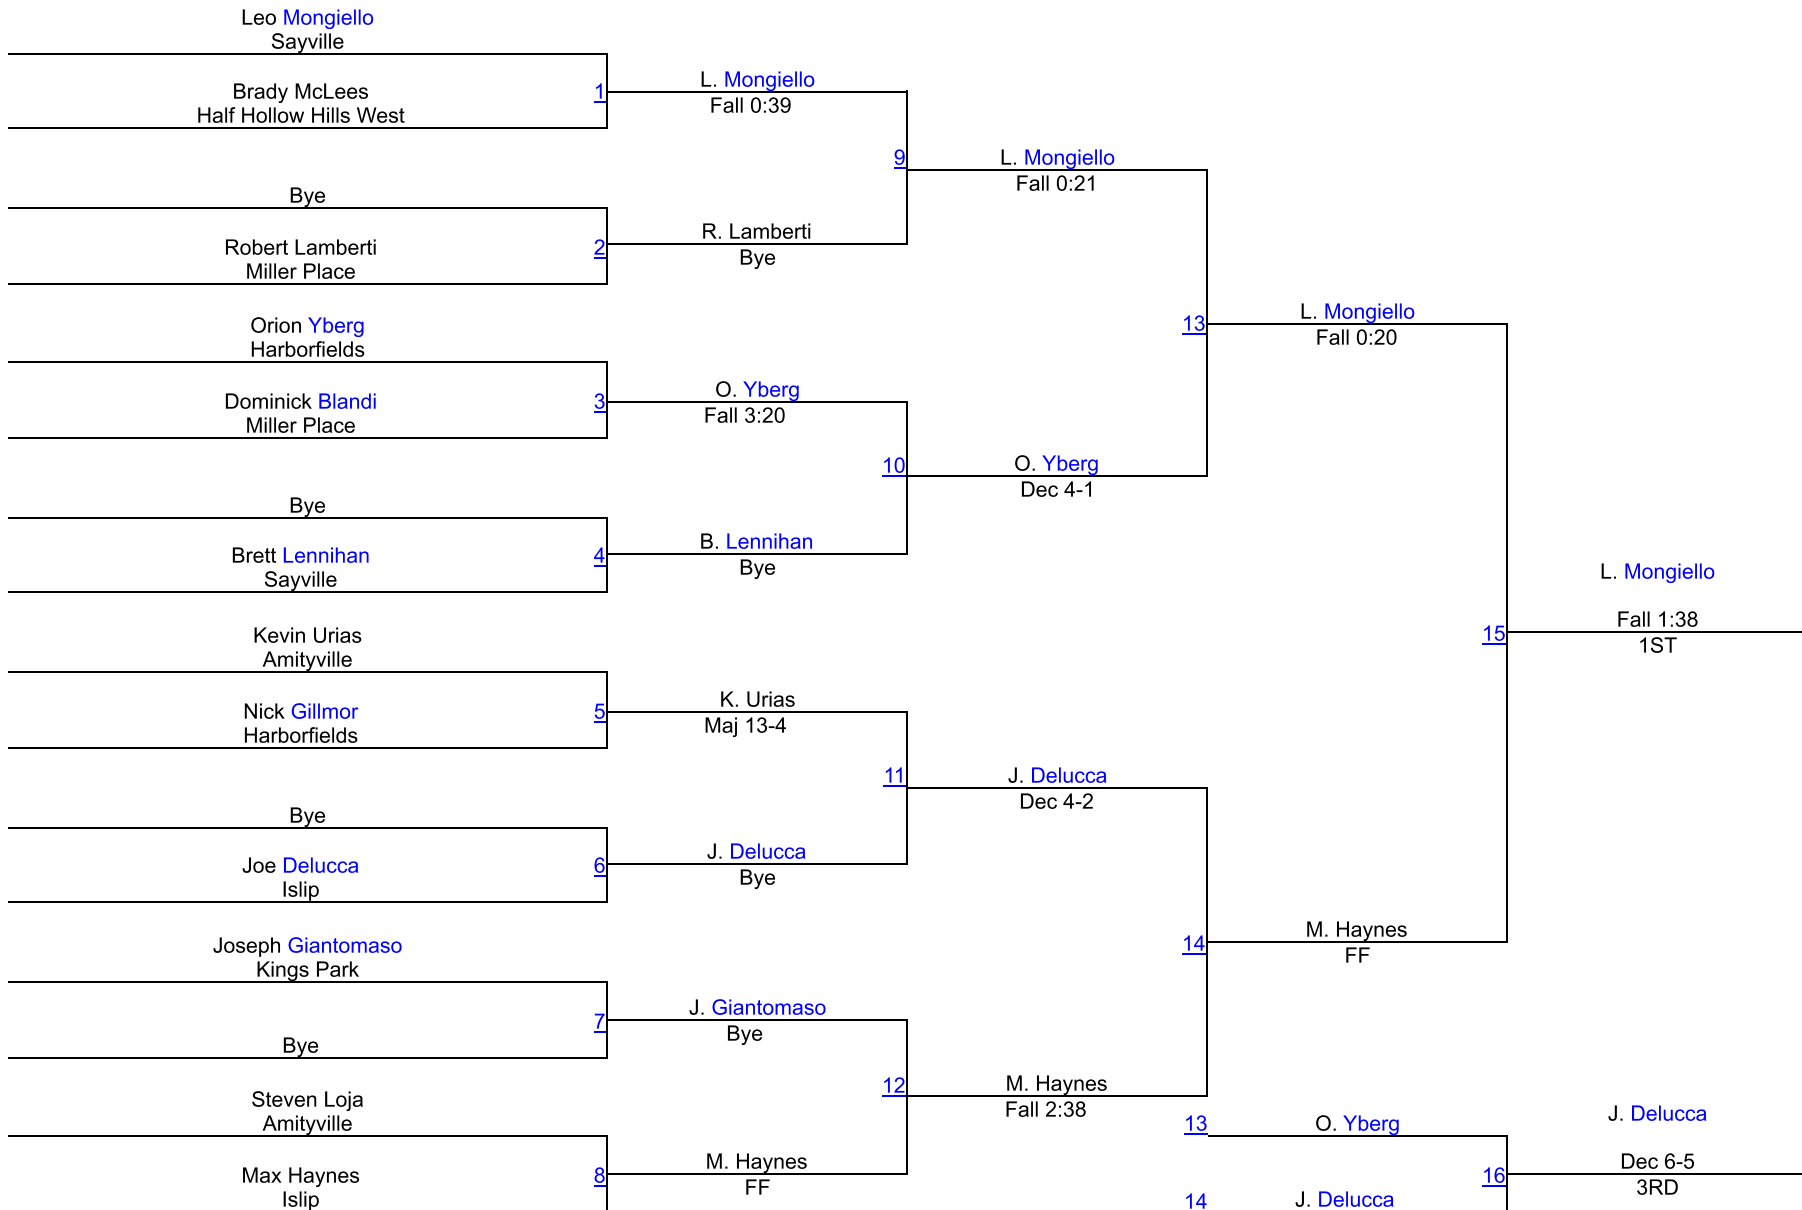 Leo Mongiello
Sayville
Brady McLees
Half Hollow Hills West
1
L. Mongiello
Fall 0:39
Bye
Robert Lamberti
Miller Place
2
R. Lamberti
Bye
9
L. Mongiello
Fall 0:21
Orion Yberg
Harborfields
Dominick Blandi
Miller Place
3
O. Yberg
Fall 3:20
Bye
Brett Lennihan
Sayville
4
B. Lennihan
Bye
10
O. Yberg
Dec 4-1
13
L. Mongiello
Fall 0:20
Kevin Urias
Amityville
Nick Gillmor
Harborfields
5
K. Urias
Maj 13-4
Bye
Joe Delucca
Islip
6
J. Delucca
Bye
11
J. Delucca
Dec 4-2
Joseph Giantomaso
Kings Park
Bye
7
J. Giantomaso
Bye
Steven Loja
Amityville
Max Haynes
Islip
8
M. Haynes
FF
12
M. Haynes
Fall 2:38
14
M. Haynes
FF
15
L. Mongiello
Fall 1:38
1ST
13
O. Yberg
14
J. Delucca
16
J. Delucca
Dec 6-5
3RD